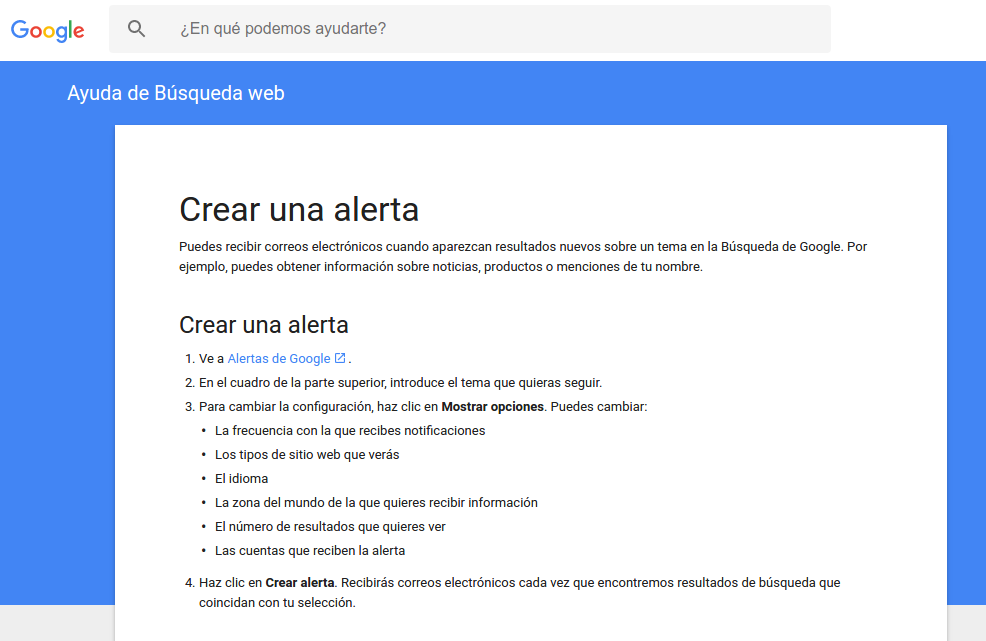 Google
¿En qué podemos ayudarte?
Ayuda de Búsqueda web
Crear una alerta
Puedes recibir correos electrónicos cuando aparezcan resultados nuevos sobre un tema en la Búsqueda de Google. Por
ejemplo, puedes obtener información sobre noticias, productos o menciones de tu nombre.
Crear una alerta
1. Ve a Alertas de Google .
2. En el cuadro de la parte superior, introduce el tema que quieras seguir.
3. Para cambiar la configuración, haz clic en Mostrar opciones. Puedes cambiar:
• La frecuencia con la que recibes notificaciones
• Los tipos de sitio web que verás
• El idioma
• La zona del mundo de la que quieres recibir información
• El número de resultados que quieres ver
• Las cuentas que reciben la alerta
4. Haz clic en Crear alerta. Recibirás correos electrónicos cada vez que encontremos resultados de búsqueda que
coincidan con tu selección.